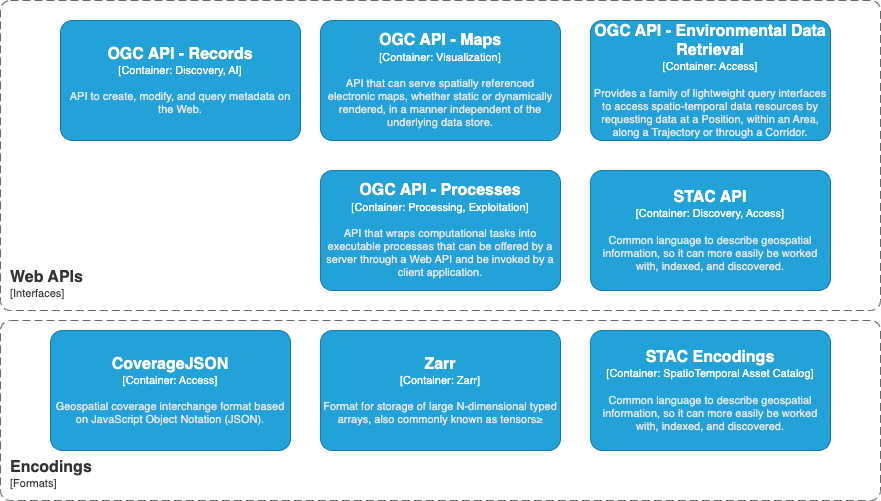 OGC API - Records
[Container: Discovery, AI]
API to create, modify, and query metadata on
the Web.
OGC API - Maps
[Container: Visualization]
API that can serve spatially referenced
electronic maps, whether static or dynamically
rendered, in a manner independent of the
underlying data store.
OGC API - Environmental Data
Retrieval
[Container: Access]
Provides a family of lightweight query interfaces
to access spatio-temporal data resources by
requesting data at a Position, within an Area,
along a Trajectory or through a Corridor.
OGC API - Processes
[Container: Processing, Exploitation]
API that wraps computational tasks into
executable processes that can be offered by a
server through a Web API and be invoked by a
client application.
STAC API
[Container: Discovery, Access]
Common language to describe geospatial
information, so it can more easily be worked
with, indexed, and discovered.
Web APIs
[Interfaces]
CoverageJSON
[Container: Access]
Geospatial coverage interchange format based
on JavaScript Object Notation (JSON).
Zarr
[Container: Zarr]
Format for storage of large N-dimensional typed
arrays, also commonly known as tensors≥
STAC Encodings
[Container: SpatioTemporal Asset Catalog]
Common language to describe geospatial
information, so it can more easily be worked
with, indexed, and discovered.
Encodings
[Formats]